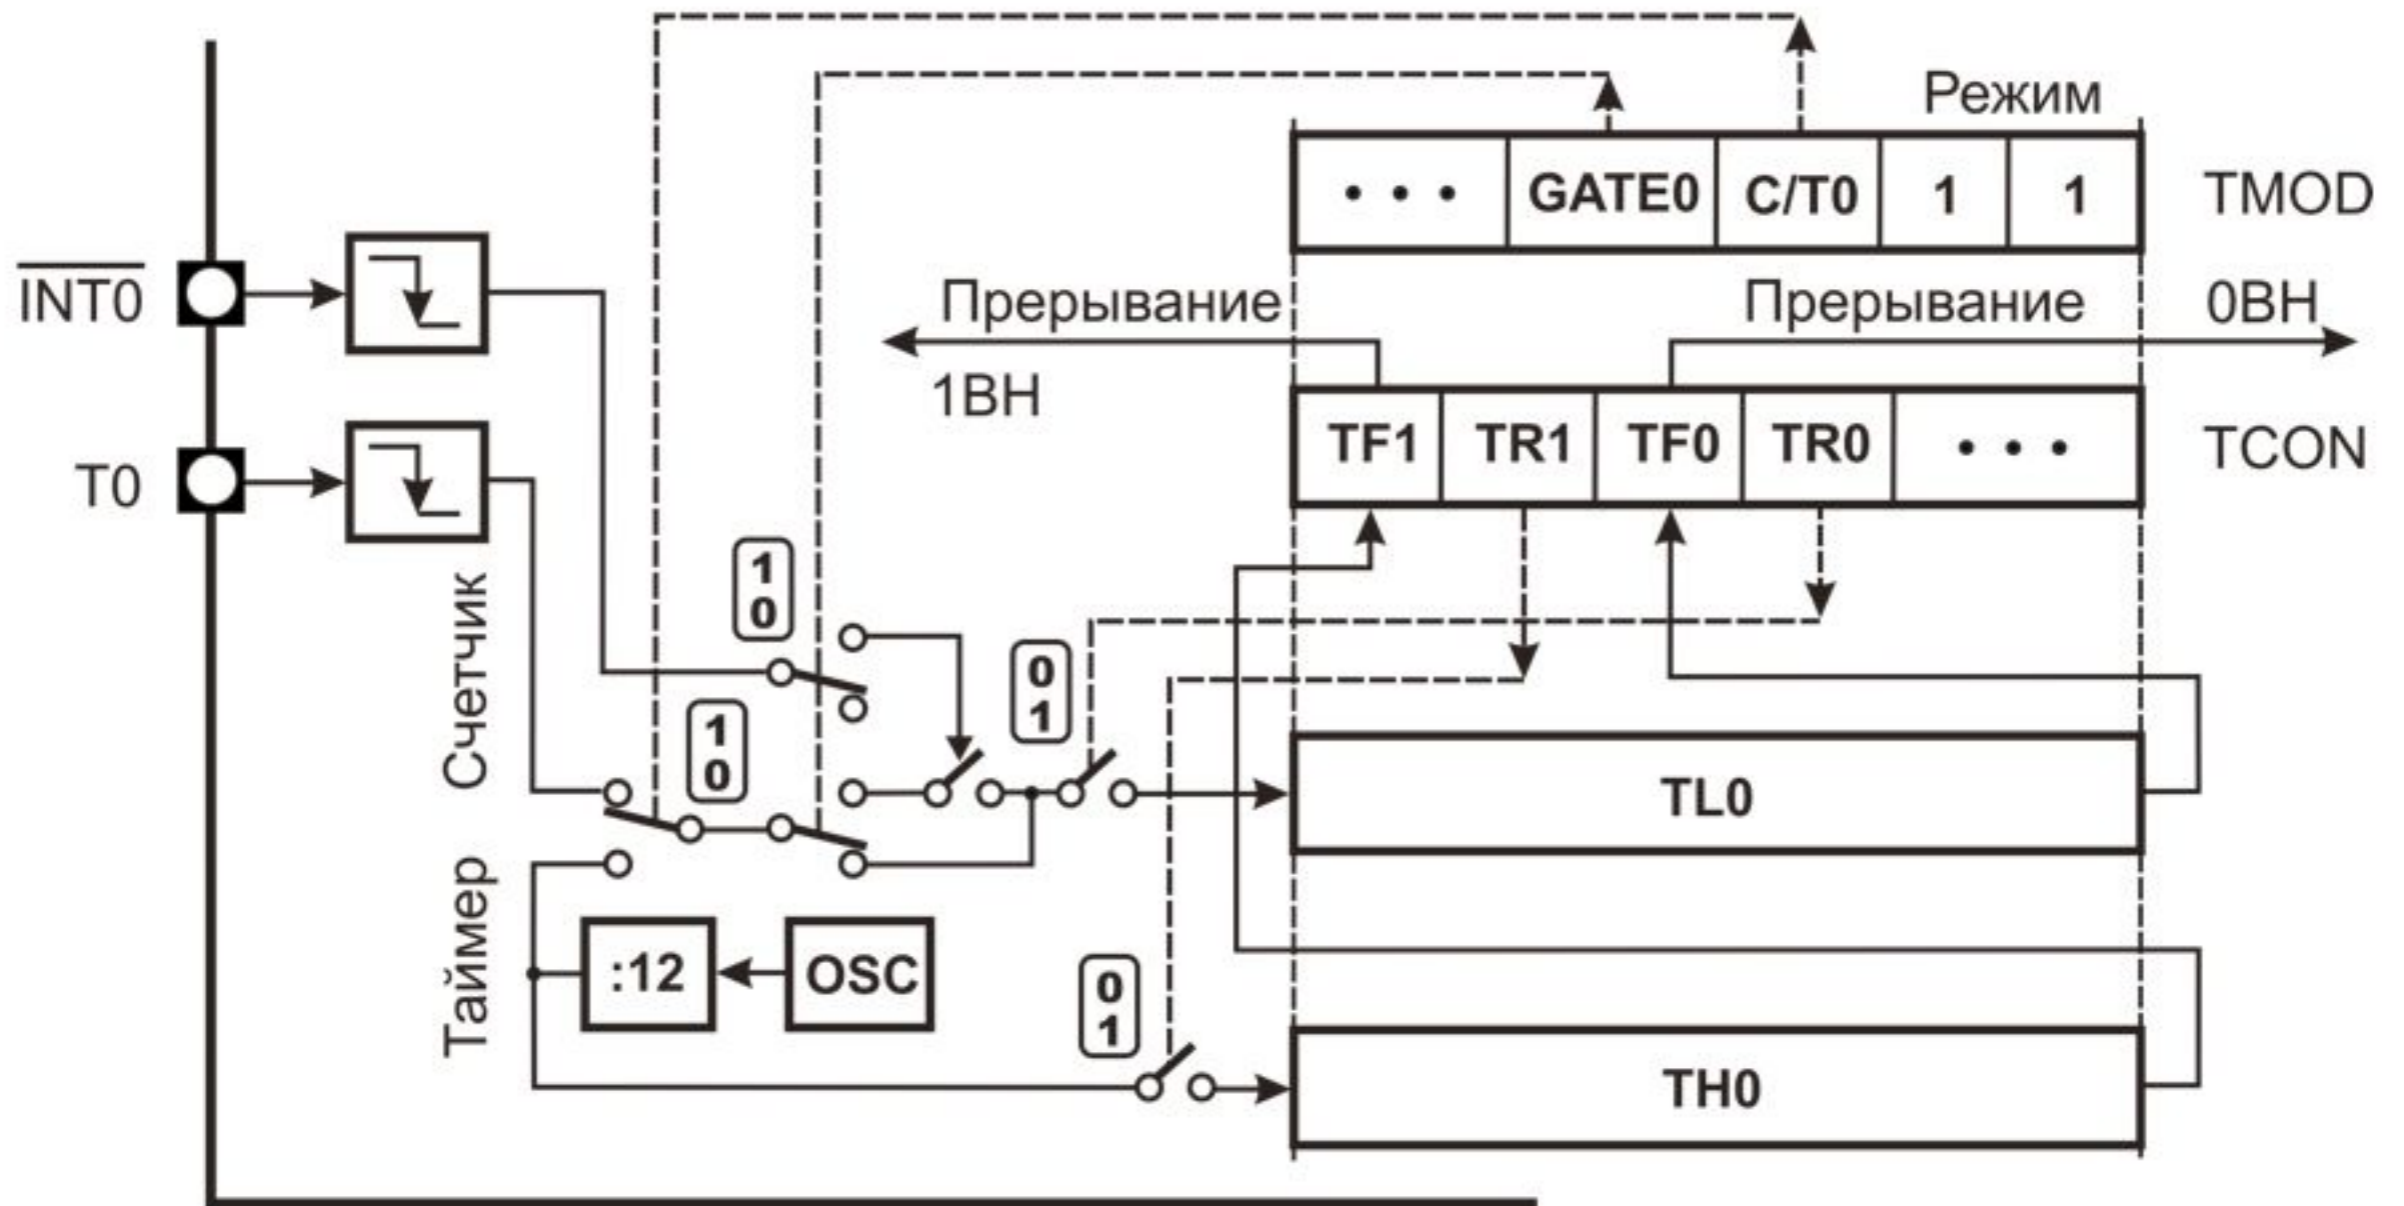 Режим
• • • GATE0 C/T0 1 1 TMOD
INT0
Прерывание
Прерывание 0BH
1BH
TF1 TR1 TF0 TR0 • • • TCON
T0
Счетчик
1
0
0
1
1
0
TL0
Таймер
:12
OSC
0
1
TH0